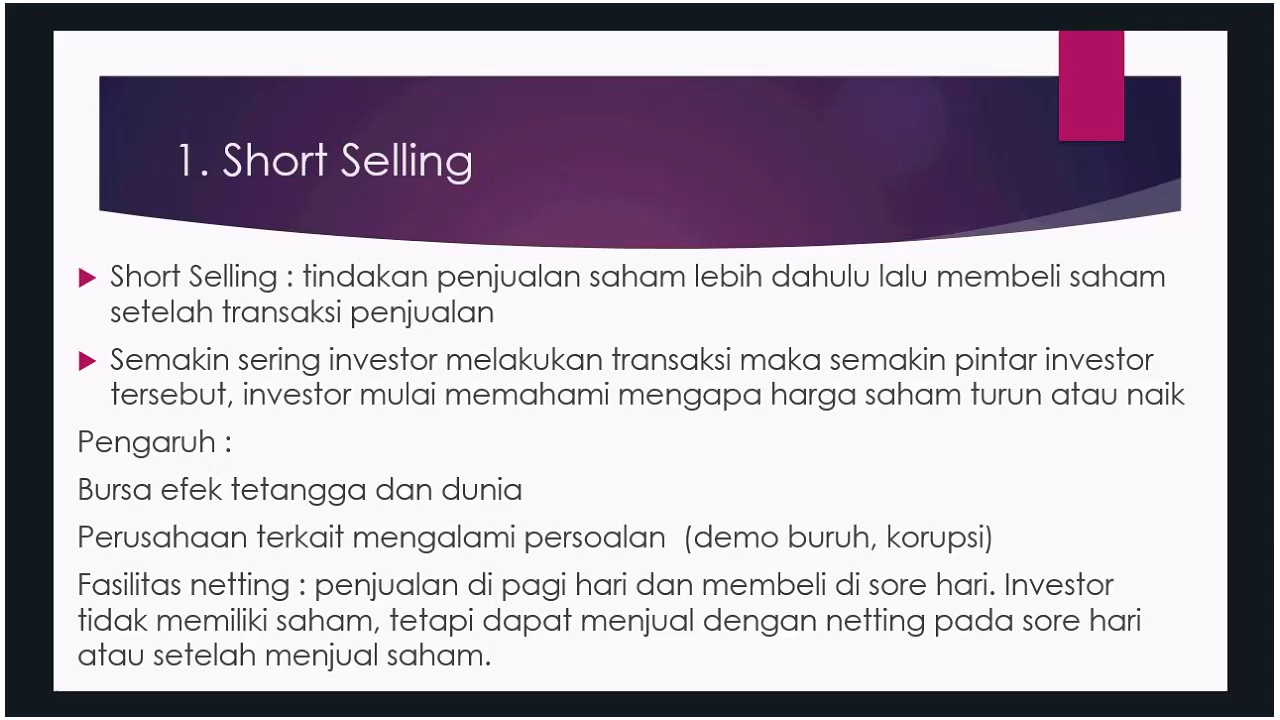 1. Short Selling
Short Selling : tindakan penjualan saham lebih dahulu lalu membeli saham
setelah transaksi penjualan
Semakin sering investor melakukan transaksi maka semakin pintar investor
tersebut, investor mulai memahami mengapa harga saham turun atau naik
Pengaruh :
Bursa efek tetangga dan dunia
Perusahaan terkait mengalami persoalan (demo buruh, korupsi)
Fasilitas netting : penjualan di pagi hari dan membeli di sore hari. Investor
tidak memiliki saham, tetapi dapat menjual dengan netting pada sore hari
atau setelah menjual saham.